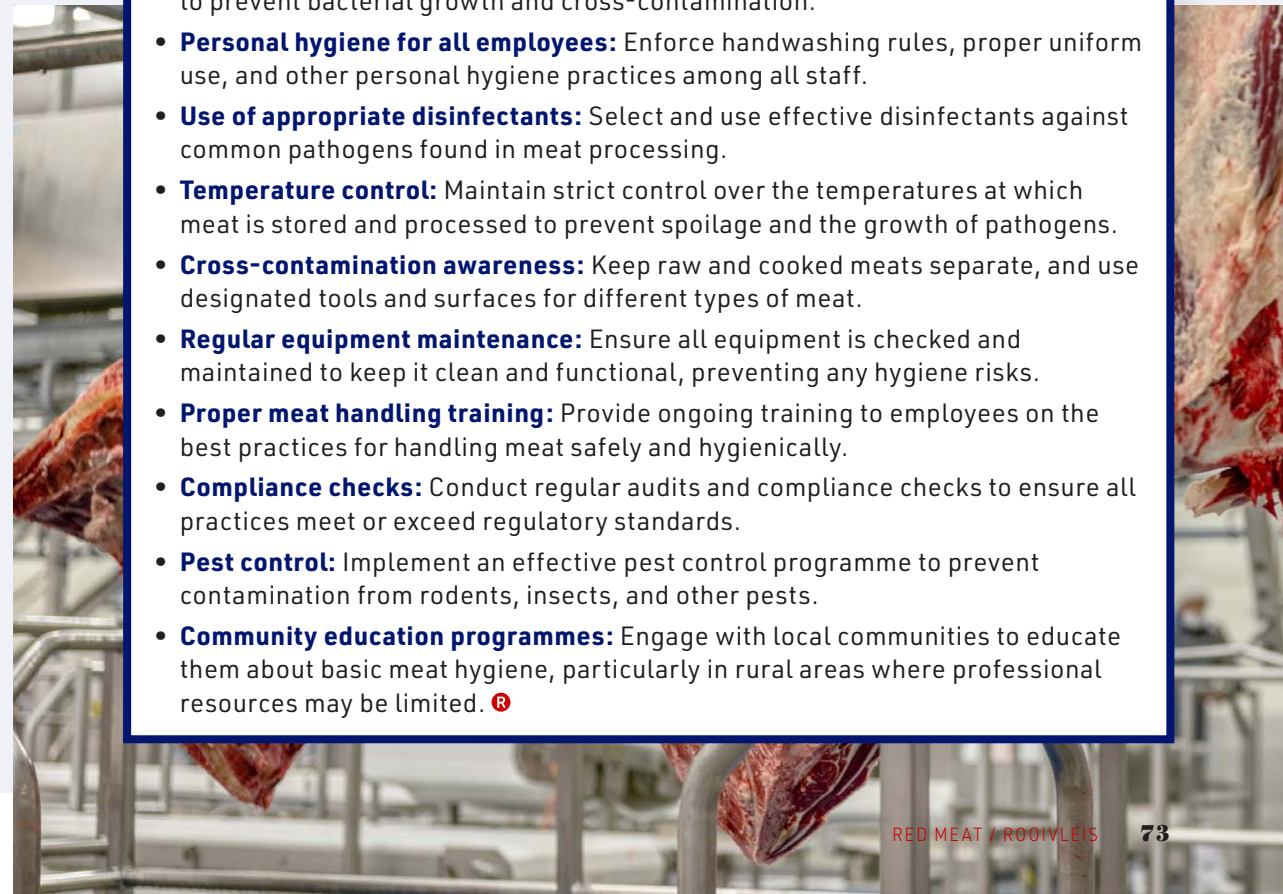 to prevent bacterial growth and cross-contamination.
• Personal hygiene for all employees: Enforce handwashing rules, proper uniform
use, and other personal hygiene practices among all staff.
• Use of appropriate disinfectants: Select and use effective disinfectants against
common pathogens found in meat processing.
• Temperature control: Maintain strict control over the temperatures at which
meat is stored and processed to prevent spoilage and the growth of pathogens.
• Cross-contamination awareness: Keep raw and cooked meats separate, and use
designated tools and surfaces for different types of meat.
• Regular equipment maintenance: Ensure all equipment is checked and
maintained to keep it clean and functional, preventing any hygiene risks.
• Proper meat handling training: Provide ongoing training to employees on the
best practices for handling meat safely and hygienically.
• Compliance checks: Conduct regular audits and compliance checks to ensure all
practices meet or exceed regulatory standards.
• Pest control: Implement an effective pest control programme to prevent
contamination from rodents, insects, and other pests.
• Community education programmes: Engage with local communities to educate
them about basic meat hygiene, particularly in rural areas where professional
resources may be limited. R
RED MEAT / ROOIVLEIS 73